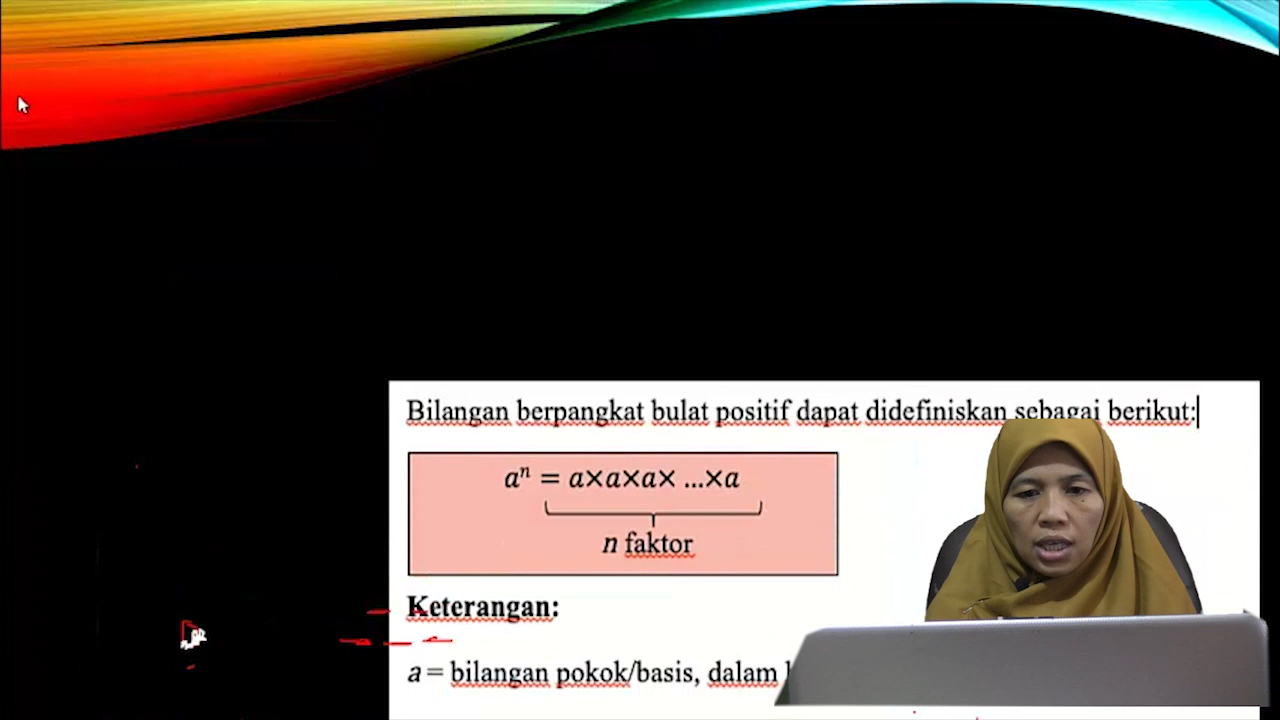 Bilangan berpangkat bulat positif dapat didefiniskan sebagai berikut:
aⁿ = a×a×a× ...×a
n faktor
Keterangan:
a = bilangan pokok/basis, dalam